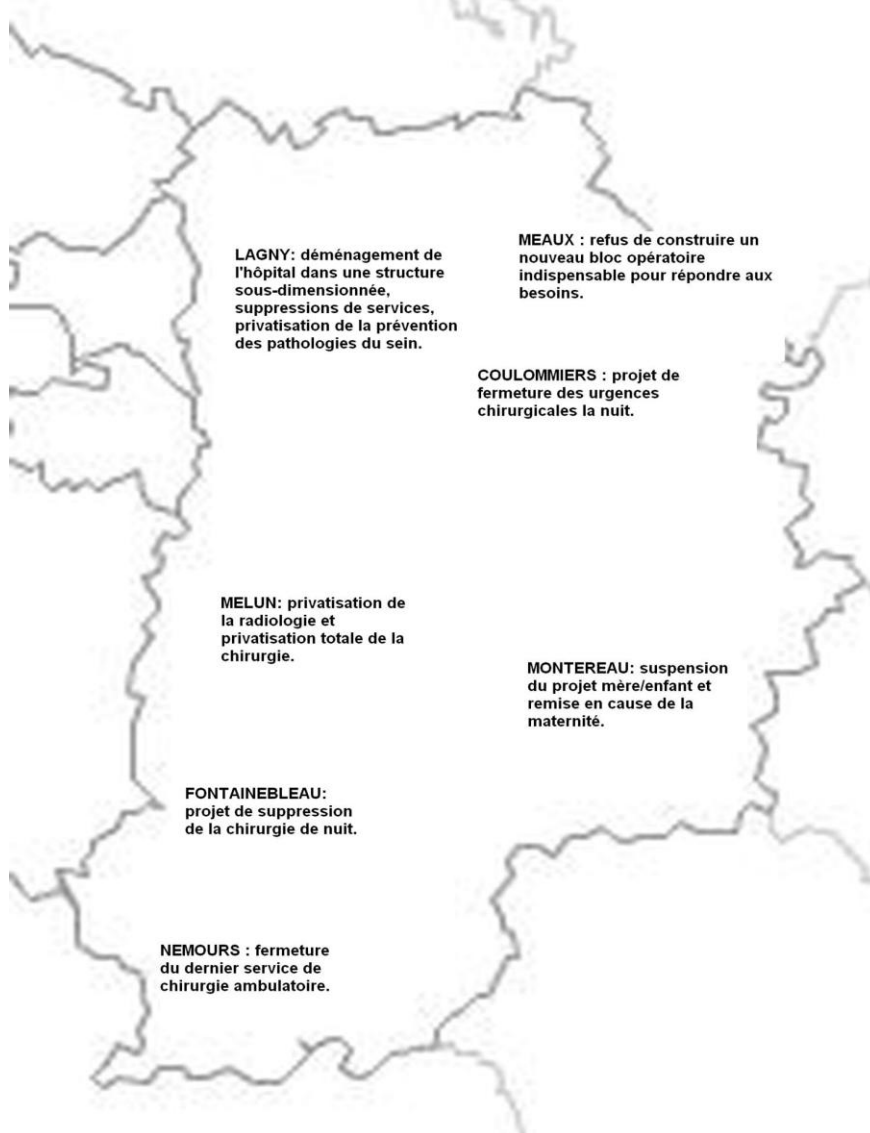 LAGNY: déménagement de
l'hôpital dans une structure
sous-dimensionnée,
suppressions de services,
privatisation de la prévention
des pathologies du sein.
MEAUX : refus de construire un
nouveau bloc opératoire
indispensable pour répondre aux
besoins.
COULOMMIERS : projet de
fermeture des urgences
chirurgicales la nuit.
MELUN: privatisation de
la radiologie et
privatisation totale de la
chirurgie.
MONTEREAU: suspension
du projet mère/enfant et
remise en cause de la
maternité.
FONTAINEBLEAU:
projet de suppression
de la chirurgie de nuit.
NEMOURS : fermeture
du dernier service de
chirurgie ambulatoire.